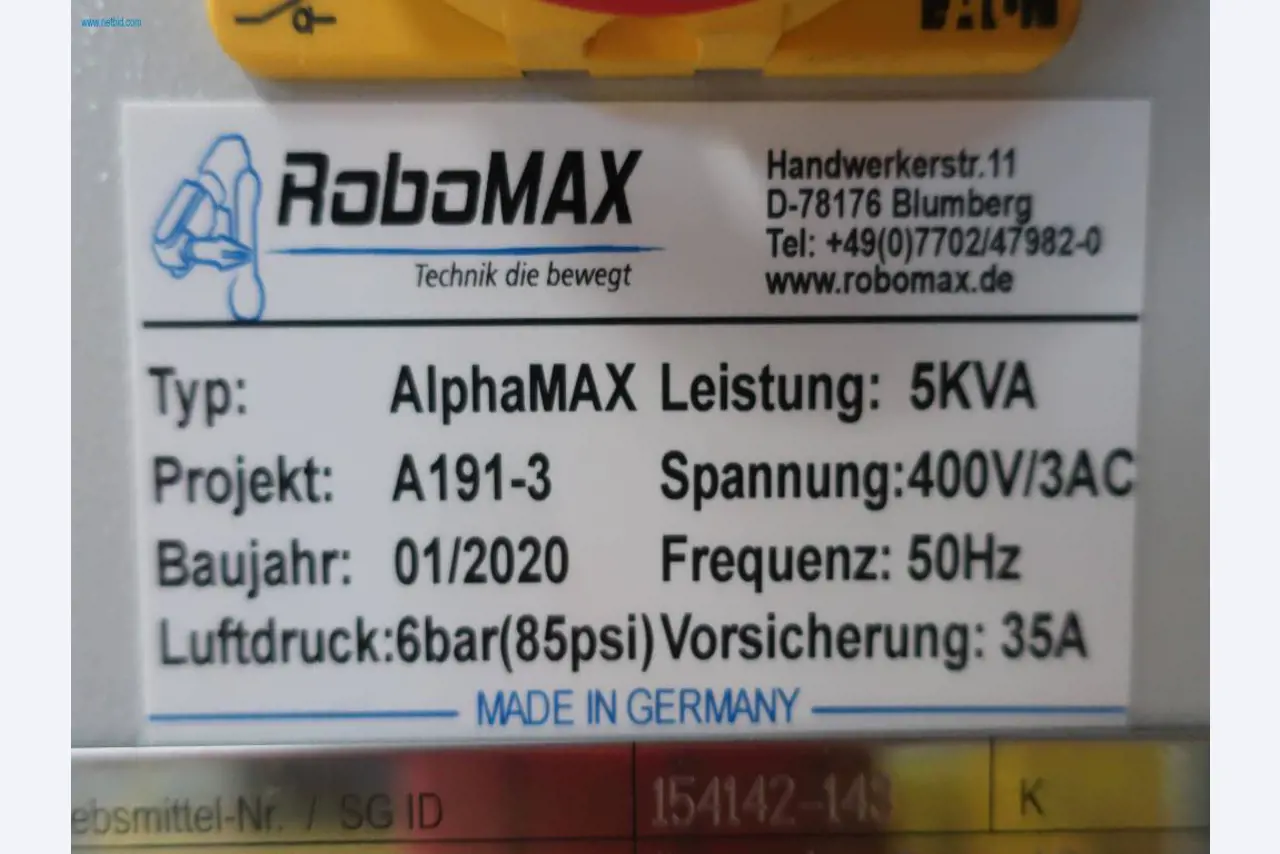 www.netbid.com
EATON
RoboMAX
Technik die bewegt
Handwerkerstr.11
D-78176 Blumberg
Tel: +49(0)7702/47982-0
www.robomax.de
Typ: AlphaMAX Leistung: 5KVA
Projekt: A191-3 Spannung:400V/3AC
Baujahr: 01/2020 Frequenz: 50Hz
Luftdruck:6bar(85psi) Vorsicherung: 35A
MADE IN GERMANY
ebsmittel-Nr. / SG ID 154142-143 K